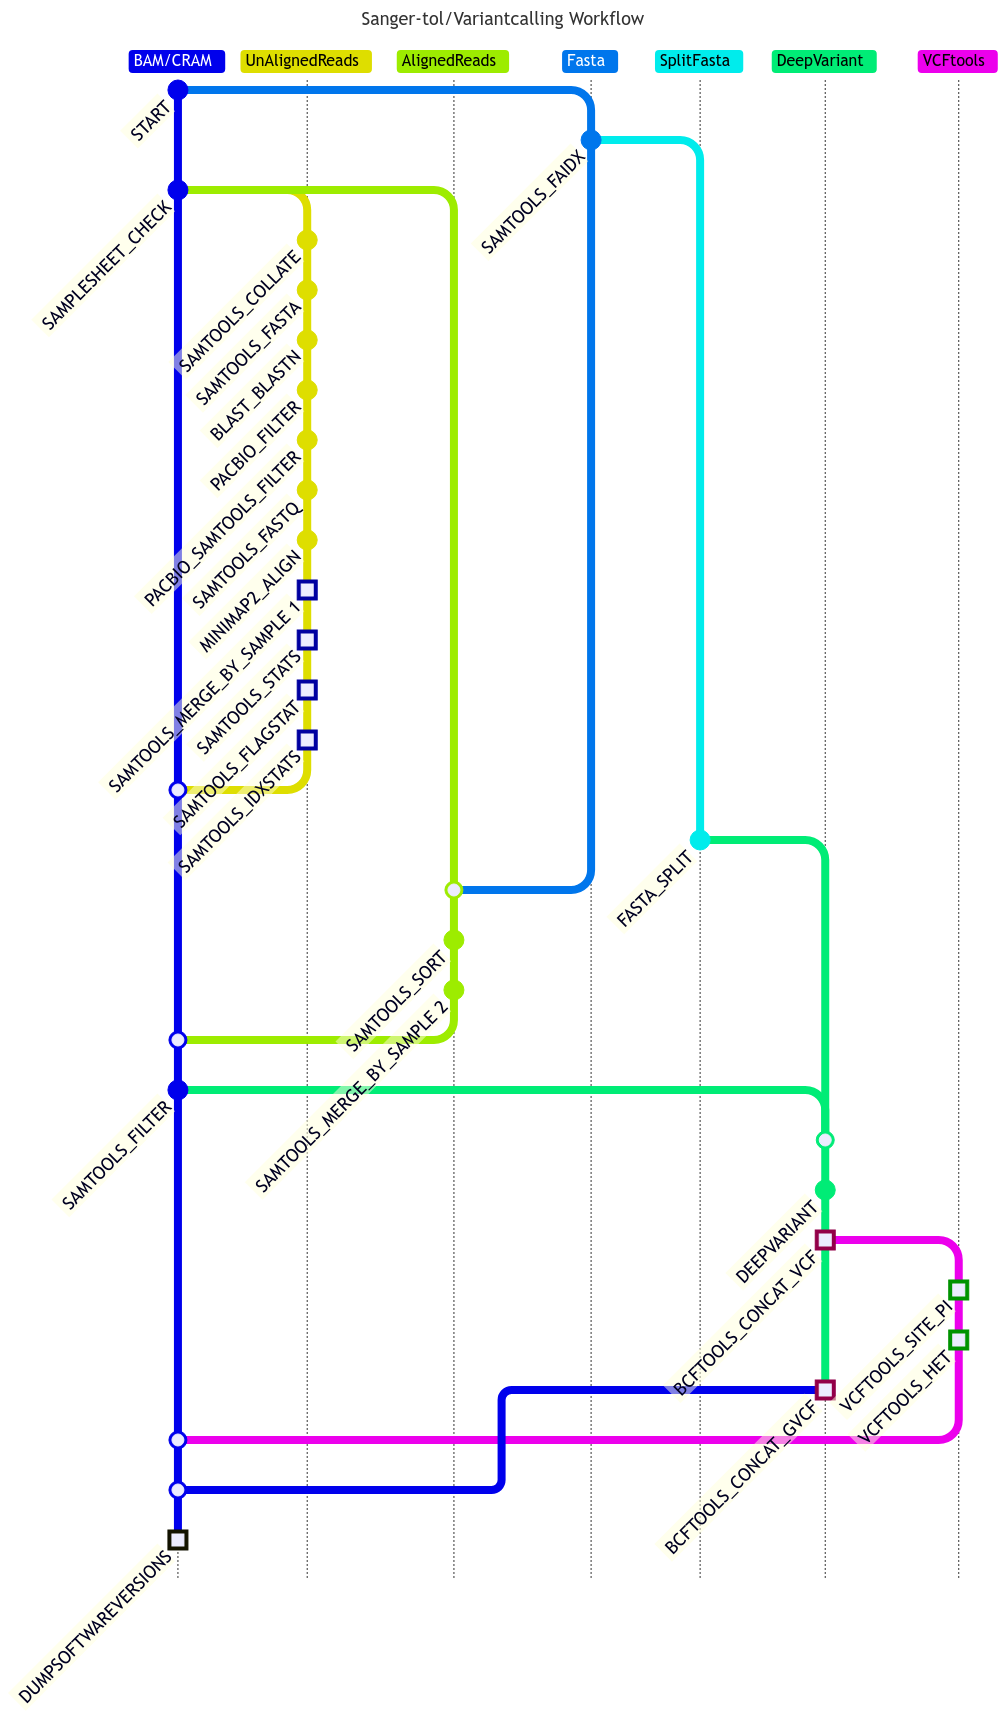 Sanger-tol/Variantcalling Workflow
BAM/CRAM
UnAlignedReads
AlignedReads
Fasta
SplitFasta
DeepVariant
VCFtools
START
SAMTOOLS_FAIDX
SAMPLESHEET_CHECK
SAMTOOLS_COLLATE
SAMTOOLS_FASTA
BLAST_BLASTN
PACBIO_FILTER
PACBIO_SAMTOOLS_FILTER
SAMTOOLS_FASTQ
MINIMAP2_ALIGN
SAMTOOLS_MERGE_BY_SAMPLE 1
SAMTOOLS_STATS
SAMTOOLS_FLAGSTAT
SAMTOOLS_IDXSTATS
FASTA_SPLIT
SAMTOOLS_SORT
SAMTOOLS_MERGE_BY_SAMPLE 2
SAMTOOLS_FILTER
DEEPVARIANT
BCFTOOLS_CONCAT_VCF
VCFTOOLS_SITE_PI
VCFTOOLS_HET
BCFTOOLS_CONCAT_GVCF
DUMPSOFTWAREVERSIONS